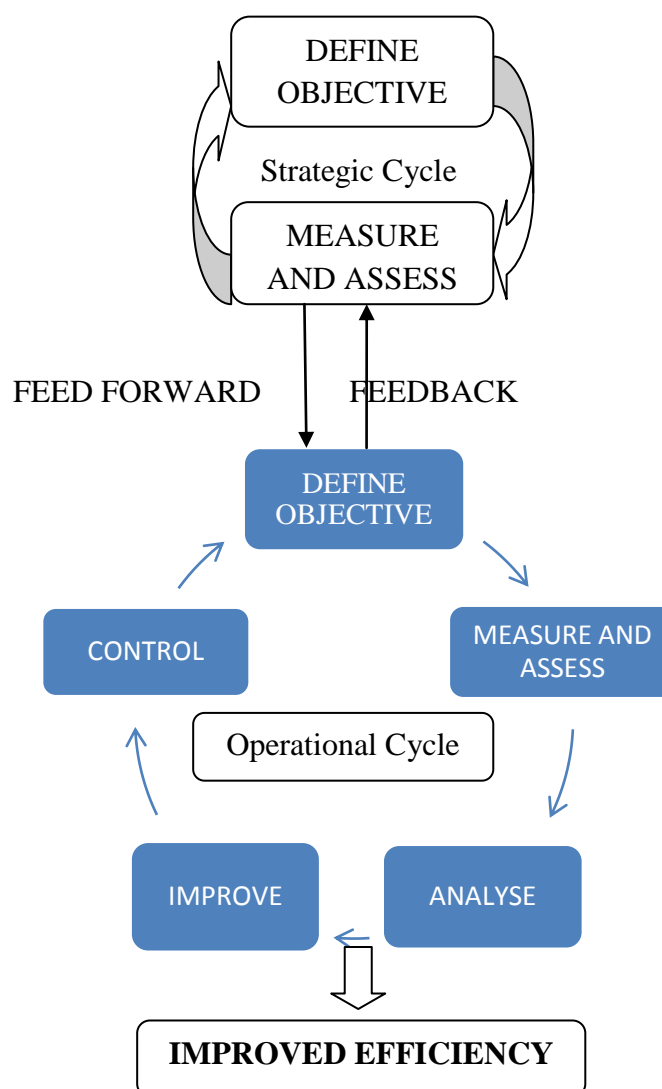 DEFINE
OBJECTIVE
Strategic Cycle
MEASURE
AND ASSESS
FEED FORWARD
FEEDBACK
DEFINE
OBJECTIVE
CONTROL
MEASURE AND
ASSESS
Operational Cycle
IMPROVE
ANALYSE
IMPROVED EFFICIENCY